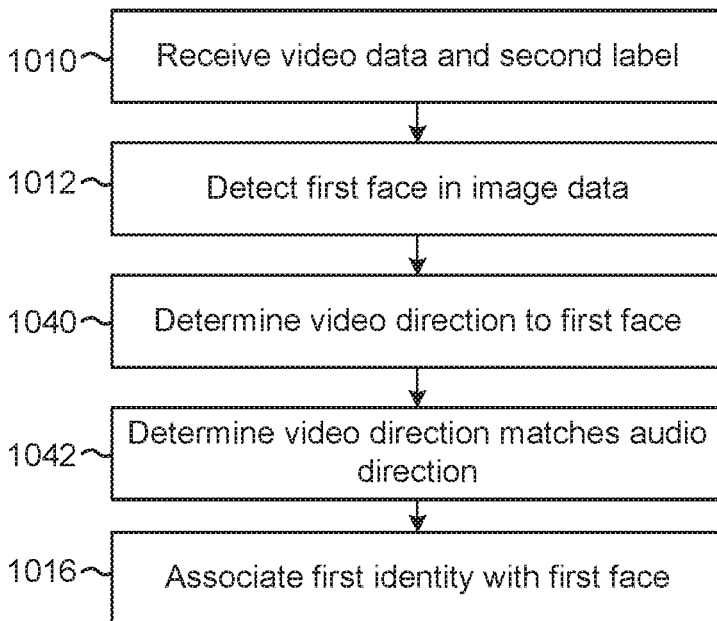 1010 Receive video data and second label
1012 Detect first face in image data
1040 Determine video direction to first face
1042 Determine video direction matches audio
direction
1016 Associate first identity with first face